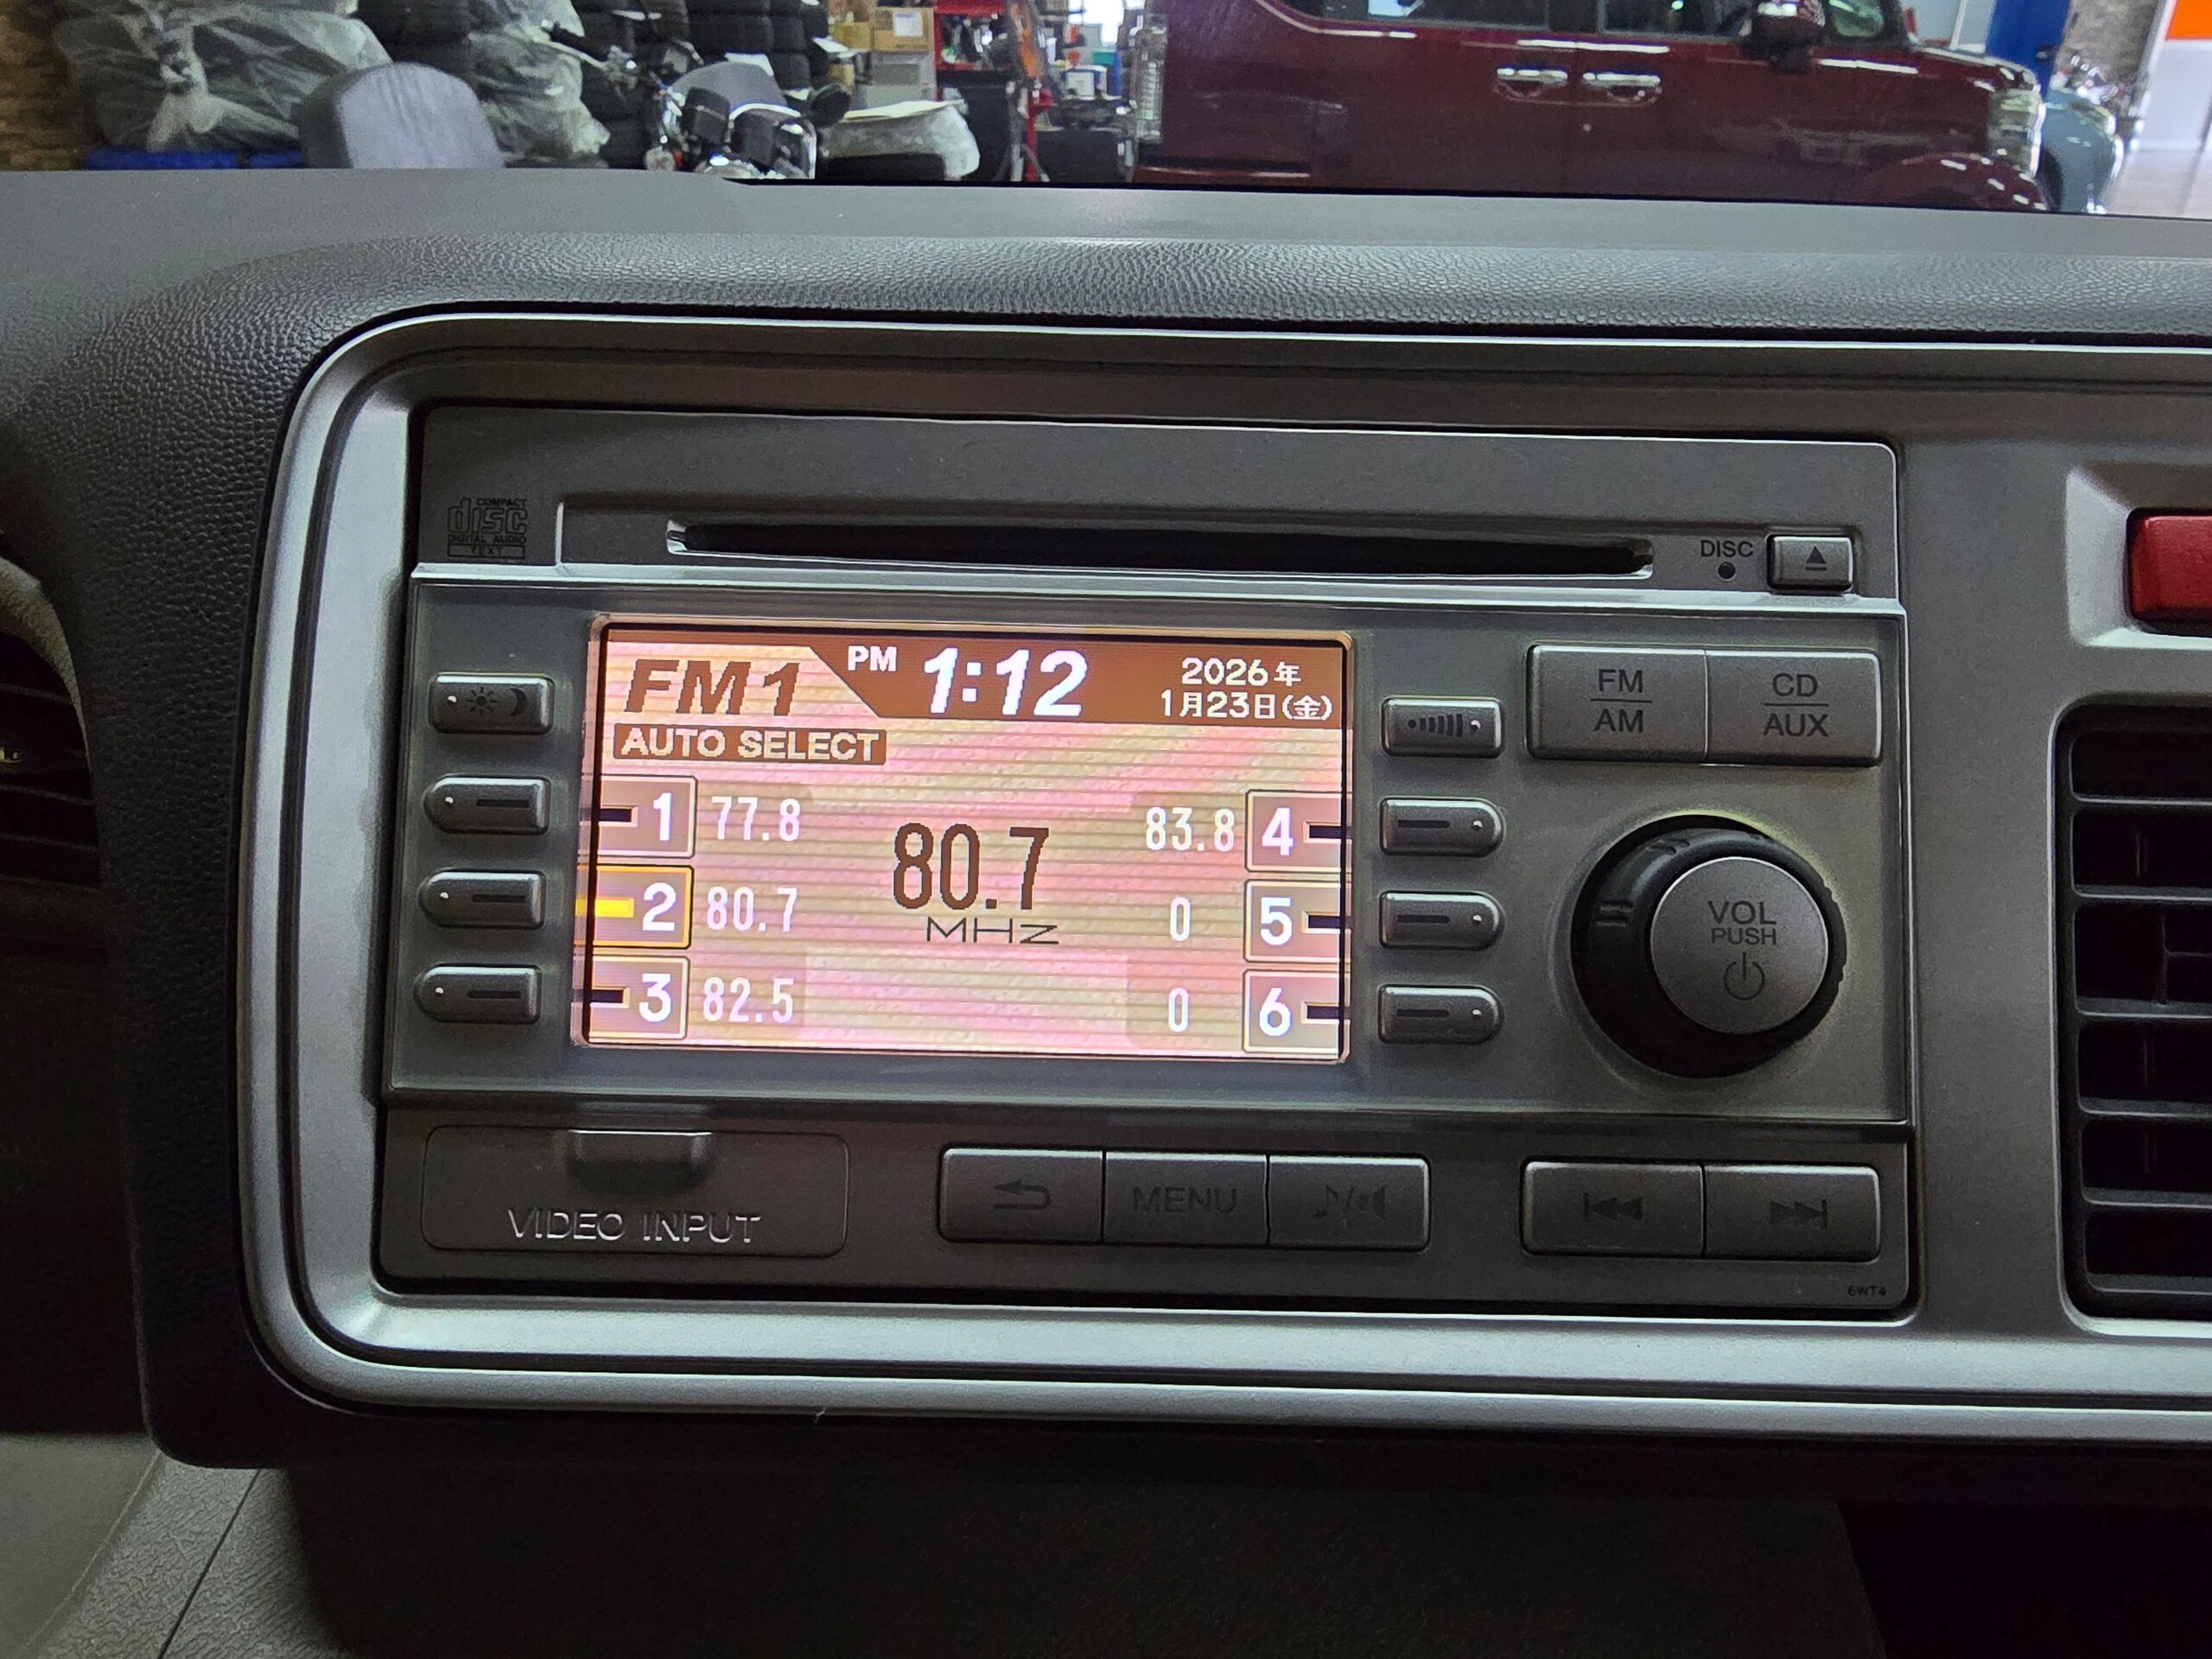 COMPACT
disc
DIGITAL AUDIO
TEXT
DISC
FM1
PM 1:12
2026年
1月23日(金)
AUTO SELECT
1 77.8
2 80.7
3 82.5
80.7
MHz
83.8 4
0 5
0 6
FM
AM
CD
AUX
VOL
PUSH
VIDEO INPUT
MENU
6WT4